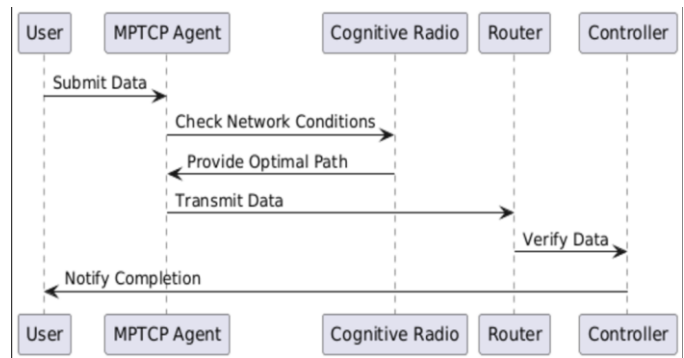 User MPTCP Agent Cognitive Radio Router Controller
Submit Data
Check Network Conditions
Provide Optimal Path
Transmit Data
Verify Data
Notify Completion
User MPTCP Agent Cognitive Radio Router Controller